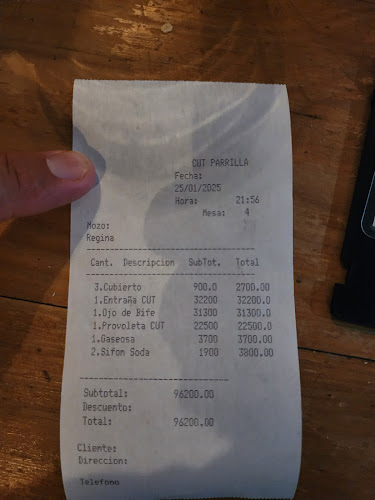 CUT PARRILLA
Fecha:
25/01/2025
Hora: 21:56
Mesa: 4
Mozo:
Regina
Cant. Descripcion SubTot. Total
3.Cubierto 900.0 2700.00
1.Entraña CUT 32200 32200.0
1.Ojo de Bife 31300 31300.0
1.Provoleta CUT 22500 22500.0
1.Gaseosa 3700 3700.00
2.Sifom Soda 1900 3800.00
Subtotal: 96200.00
Descuento:
Total: 96200.00
Cliente:
Direccion:
Telefono